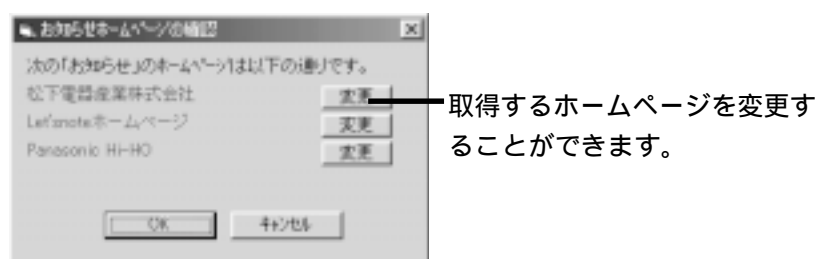 お知らせホームページの確認
次の「お知らせ」のホームページは以下の通りです。
松下電器産業株式会社 変更
Let'snoteホームページ 変更
Panasonic Hi-HO 変更
OK キャンセル
取得するホームページを変更す
ることができます。